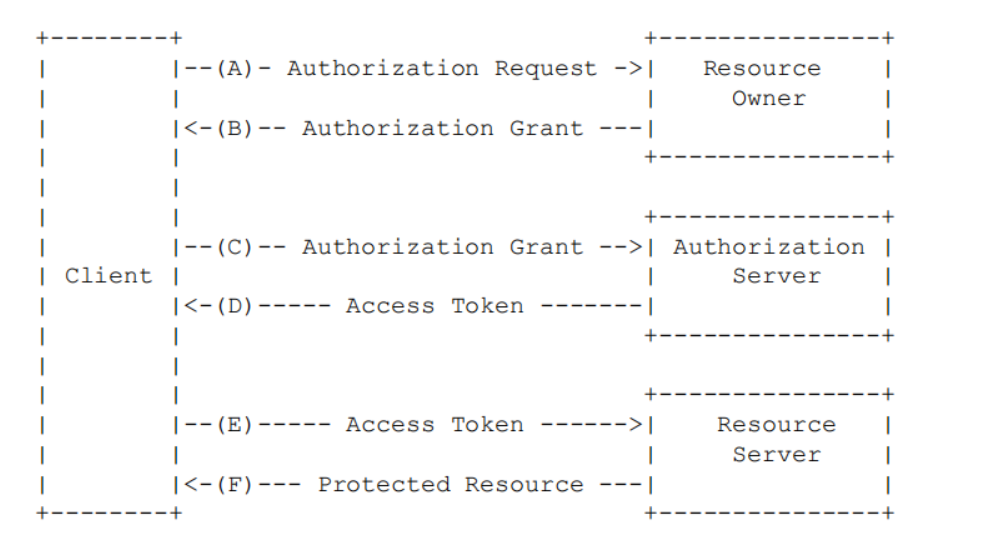 +--------+                               +---------------+
|        |--(A)- Authorization Request ->|   Resource    |
|        |                               |     Owner     |
|        |<-(B)-- Authorization Grant ---|               |
|        |                               +---------------+
|        |
|        |                               +---------------+
|        |--(C)-- Authorization Grant -->| Authorization |
| Client |                               |     Server    |
|        |<-(D)----- Access Token -------|               |
|        |                               +---------------+
|        |
|        |                               +---------------+
|        |--(E)----- Access Token ------>|    Resource   |
|        |                               |     Server    |
|        |<-(F)--- Protected Resource ---|               |
+--------+                               +---------------+